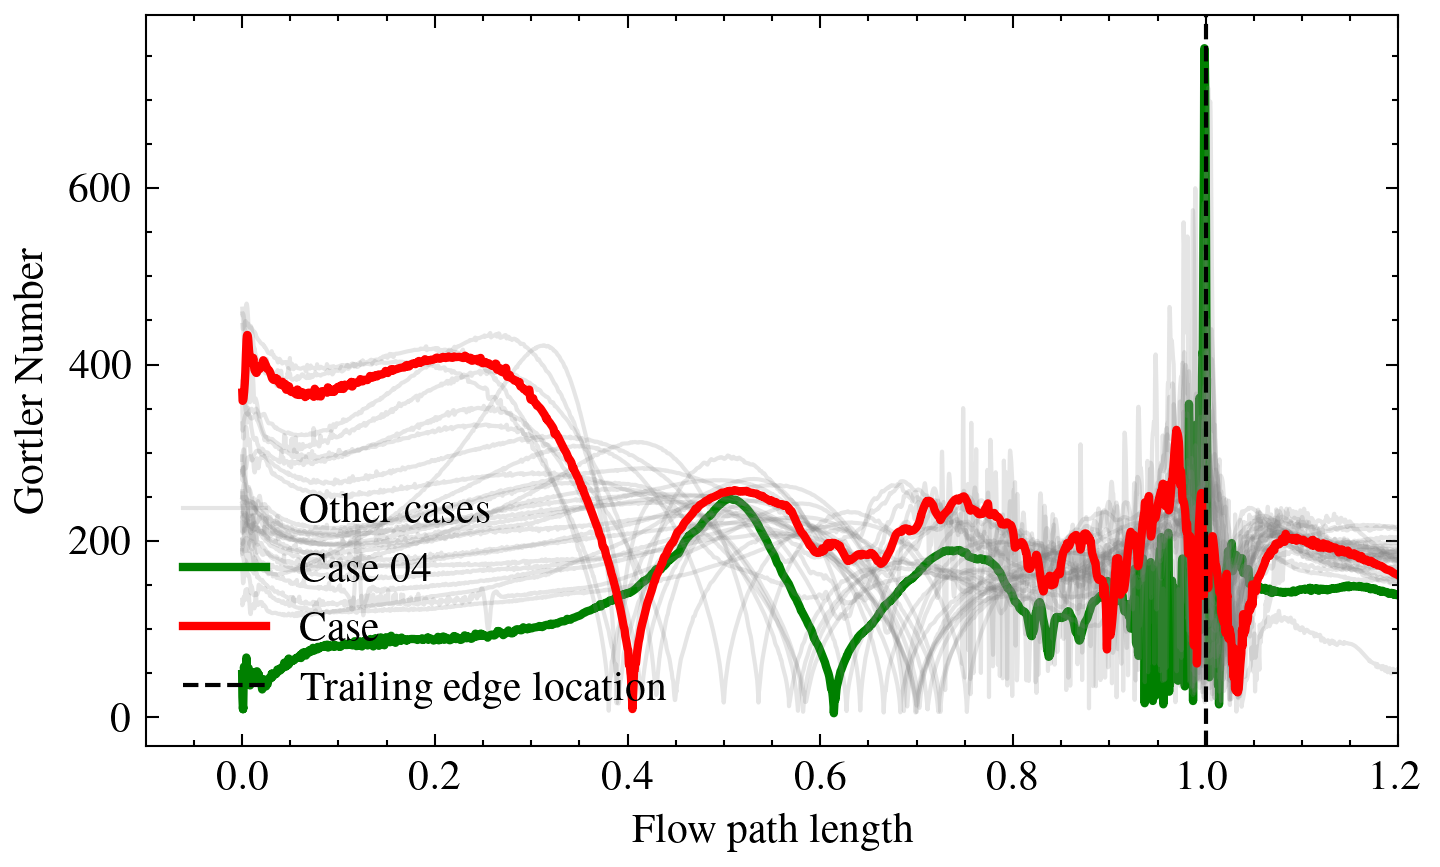 Gortler Number
600
400
200
0
Other cases
Case 04
Case
Trailing edge location
0.0 0.2 0.4 0.6 0.8 1.0 1.2
Flow path length